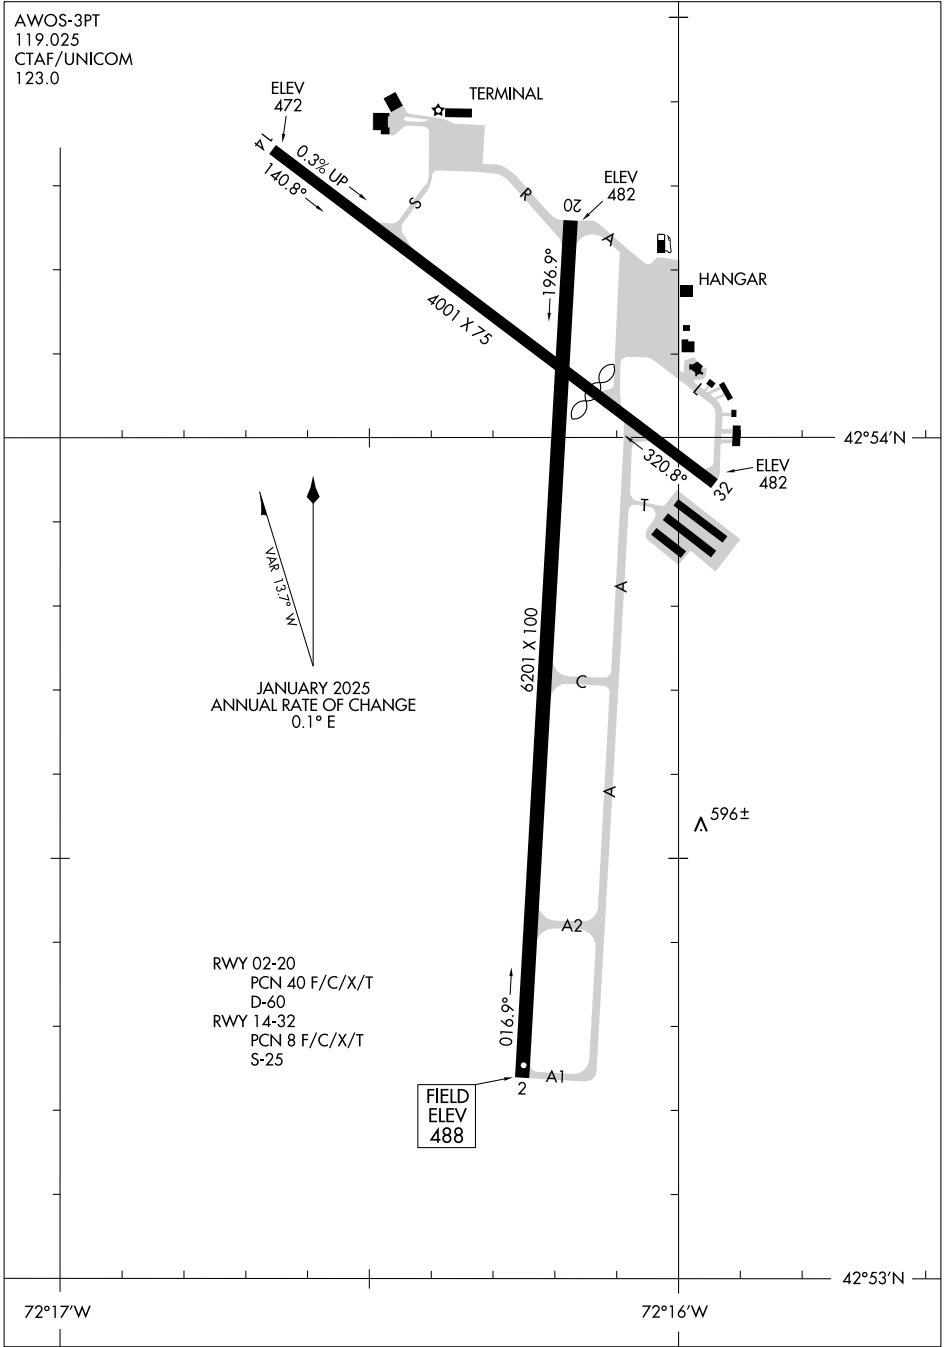 AWOS-3PT
119.025
CTAF/UNICOM
123.0
ELEV
472
TERMINAL
14
0.3% UP
140.8°
S
R
ELEV
482
20
A
196.9°
HANGAR
4001 X 75
L
42°54'N
320.8°
ELEV
482
32
T
VAR 13.7° W
A
6201 X 100
C
JANUARY 2025
ANNUAL RATE OF CHANGE
0.1° E
A
596±
A2
RWY 02-20
PCN 40 F/C/X/T
D-60
RWY 14-32
PCN 8 F/C/X/T
S-25
016.9°
A1
2
FIELD
ELEV
488
42°53'N
72°17'W
72°16'W